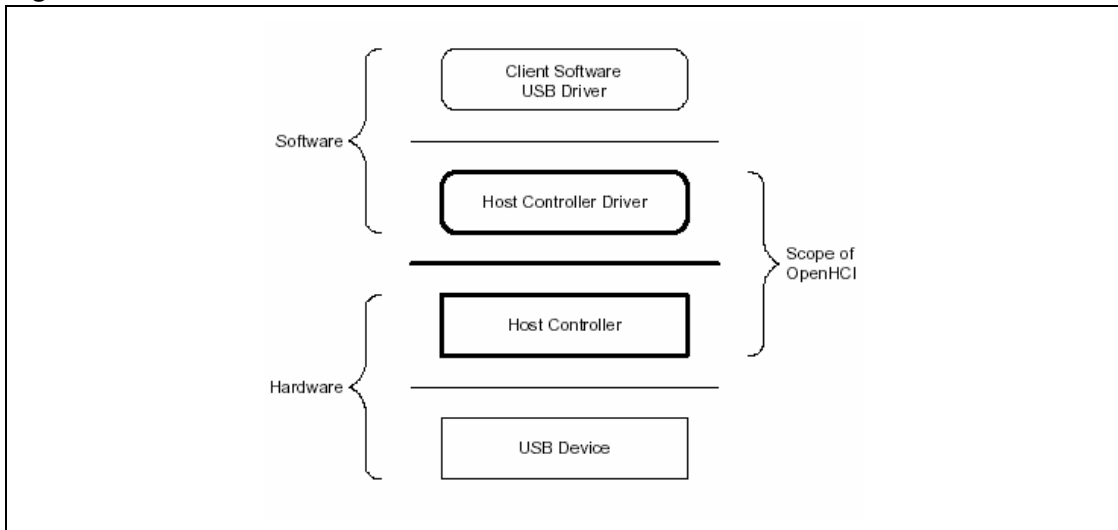 Client Software
USB Driver
Software
Host Controller Driver
Scope of
OpenHCI
Host Controller
Hardware
USB Device